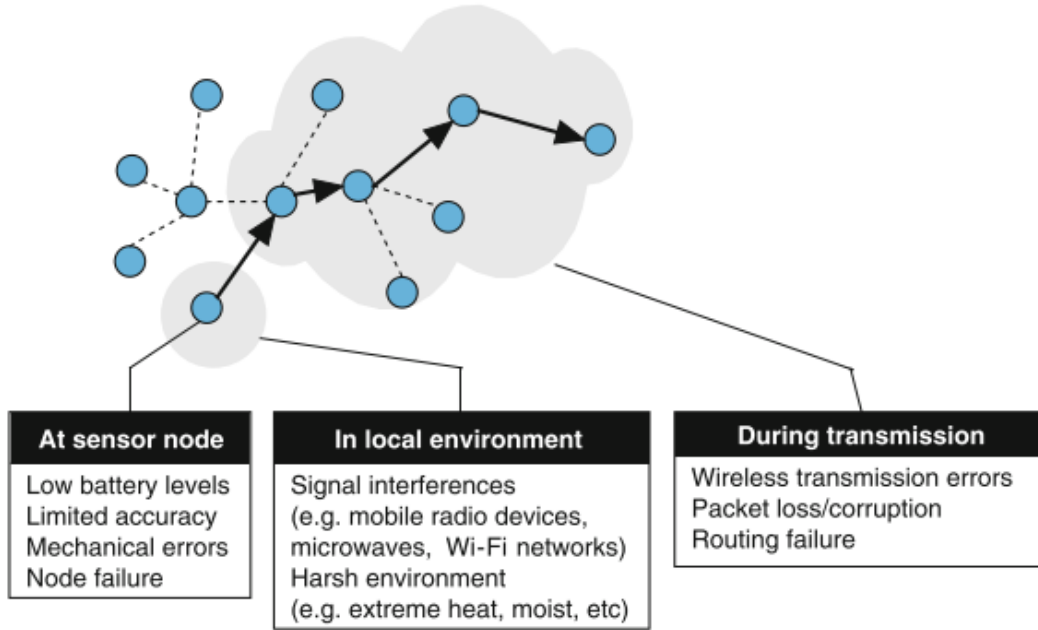 At sensor node
Low battery levels
Limited accuracy
Mechanical errors
Node failure
In local environment
Signal interferences
(e.g. mobile radio devices,
microwaves, Wi-Fi networks)
Harsh environment
(e.g. extreme heat, moist, etc)
During transmission
Wireless transmission errors
Packet loss/corruption
Routing failure